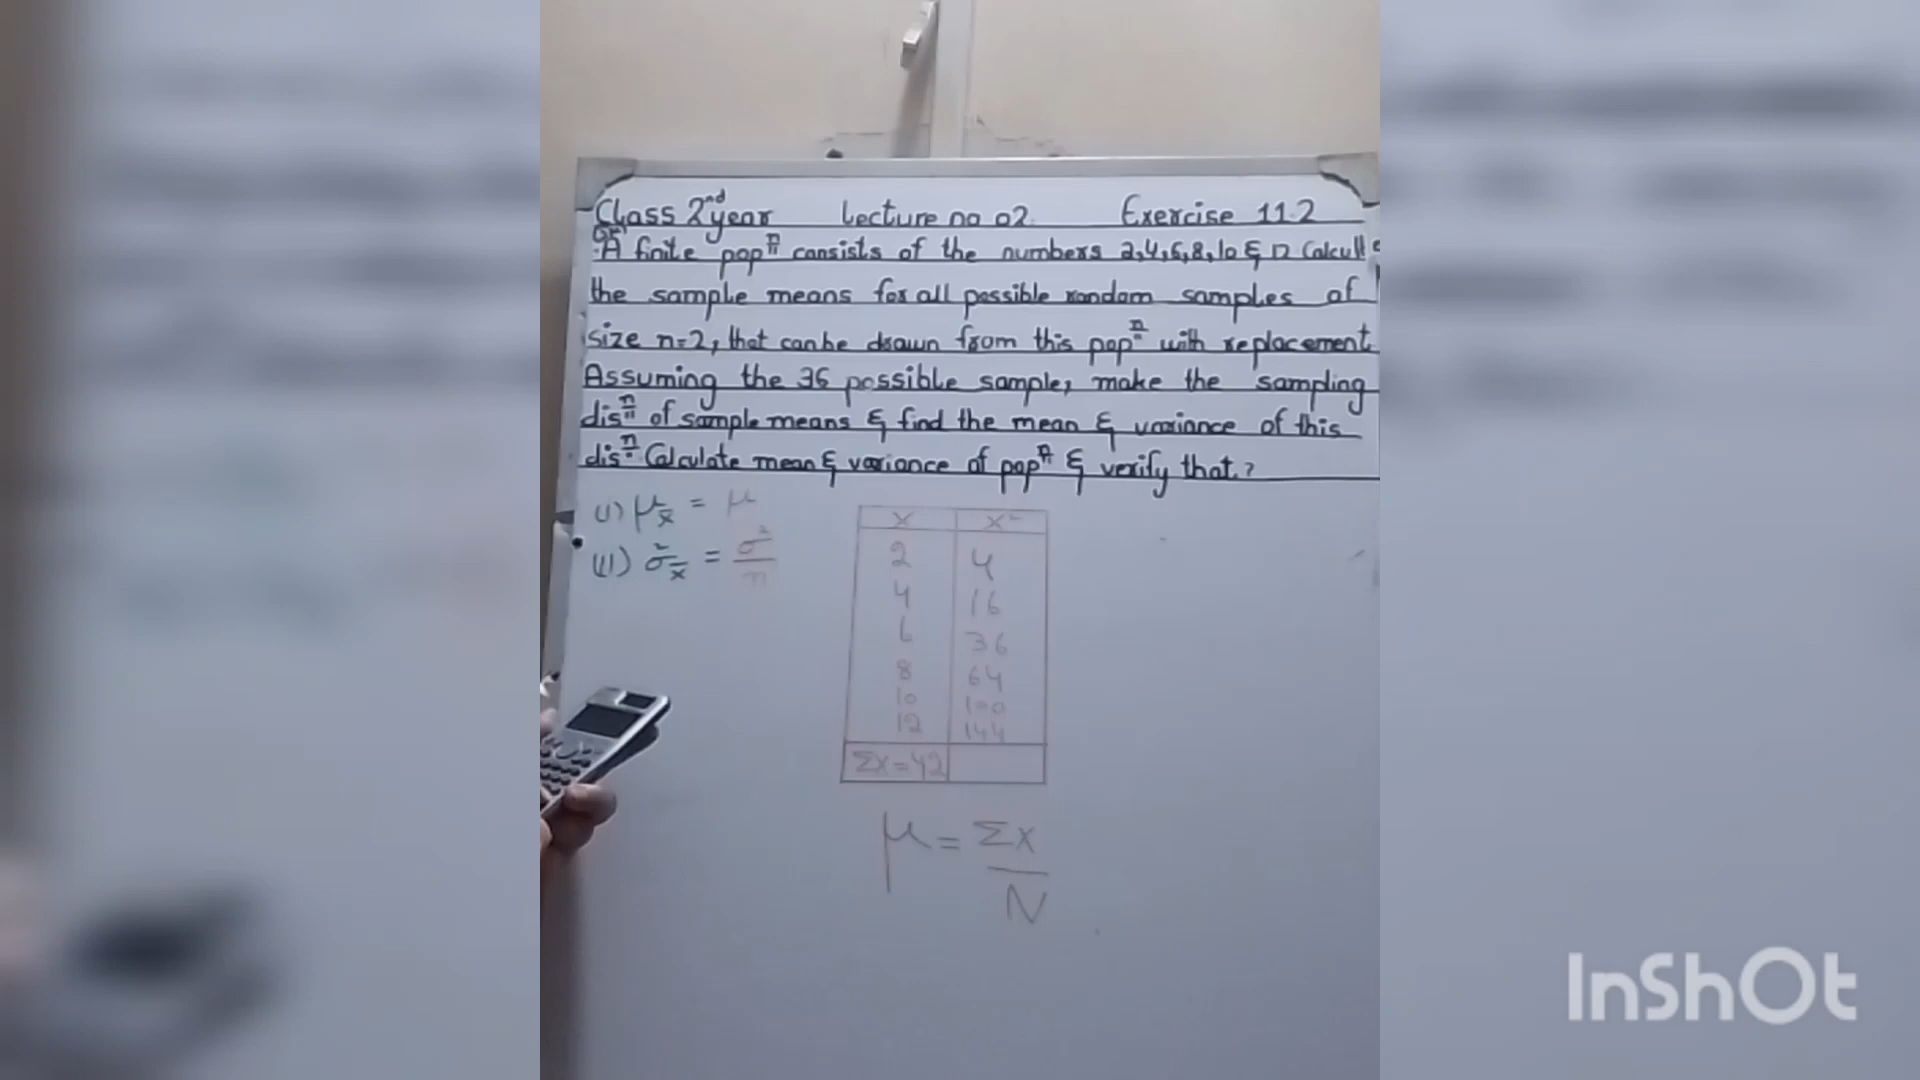 Class 2nd year Lecture no 02. Exercise 11.2
A finite popⁿ consists of the numbers 2,4,6,8,10 & 12 Calcul
the sample means for all possible random samples of
size n=2, that can be drawn from this popⁿ with replacement
Assuming the 36 possible sample, make the sampling
disⁿ of sample means & find the mean & variance of this
disⁿ. Calculate mean & variance of popⁿ & verify that.?
(i) μx̄ = μ
(ii) σ²x̄ = σ²/n
X X²
2 4
4 16
6 36
8 64
10 100
12 144
ΣX=42
μ = ΣX/N
InShOt